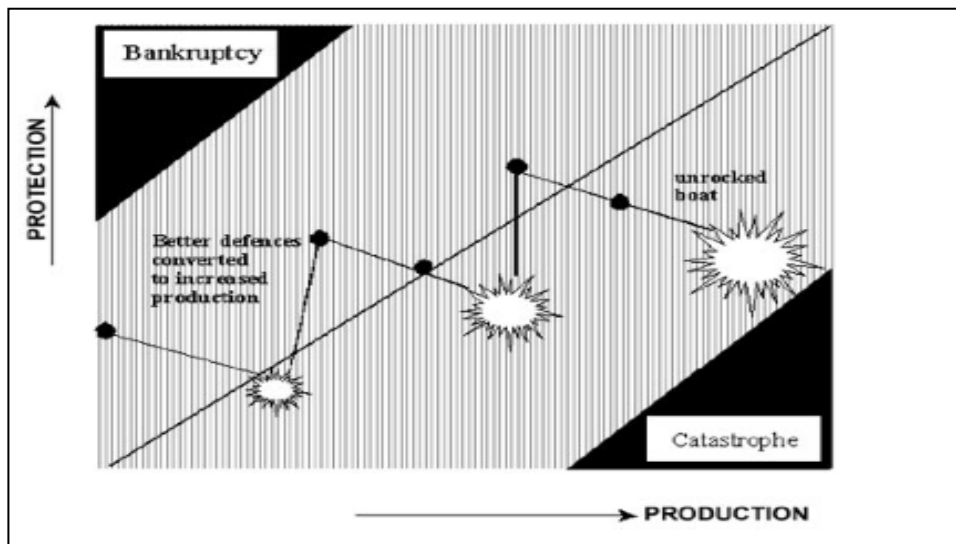 Bankruptcy
PROTECTION
unrocked
boat
Better defences
converted
to increased
production
Catastrophe
PRODUCTION